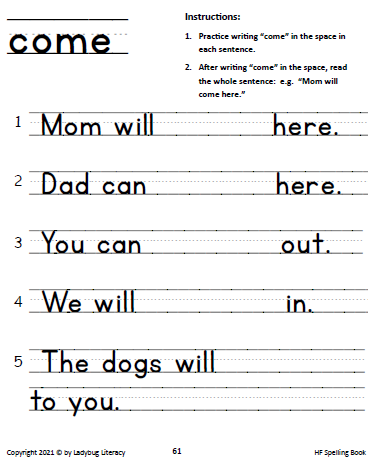 come
Instructions:
1. Practice writing “come” in the space in
each sentence.
2. After writing “come” in the space, read
the whole sentence: e.g. “Mom will
come here.”
1 Mom will here.
2 Dad can here.
3 You can out.
4 We will in.
5 The dogs will
to you.
Copyright 2021 © by Ladybug Literacy 61 HF Spelling Book